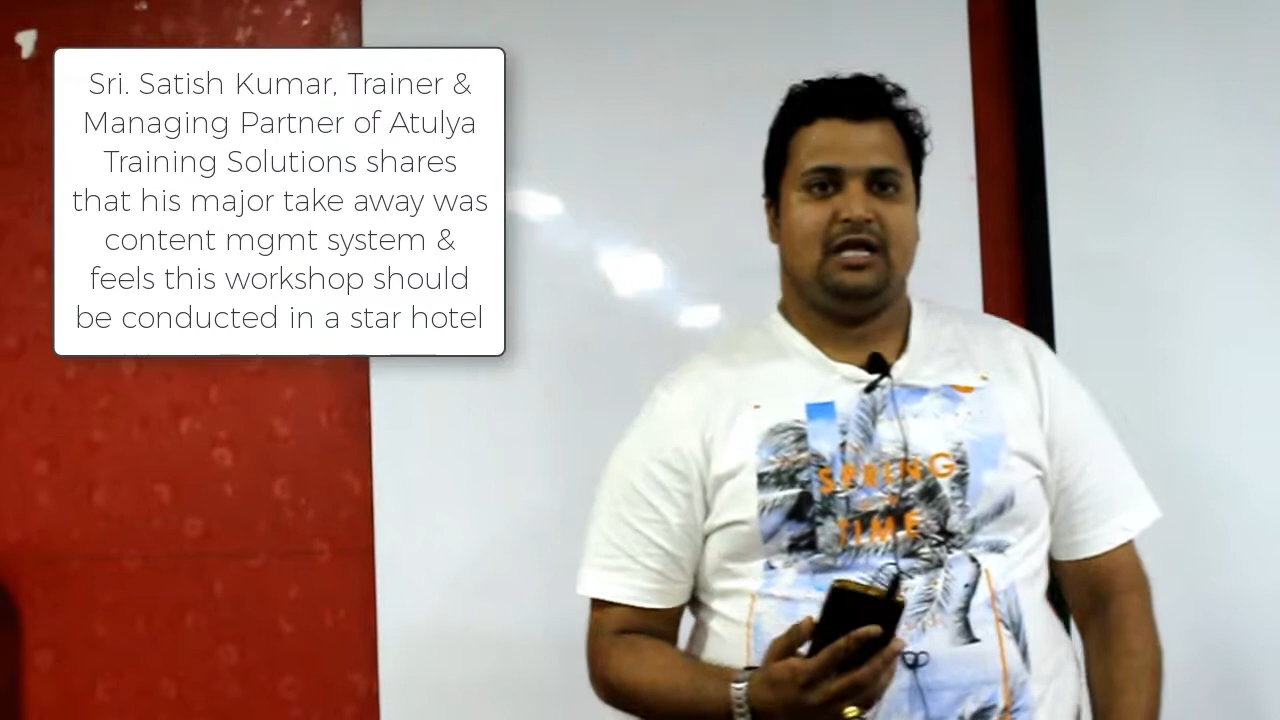 Sri. Satish Kumar, Trainer &
Managing Partner of Atulya
Training Solutions shares
that his major take away was
content mgmt system &
feels this workshop should
be conducted in a star hotel
SPRING
TIME